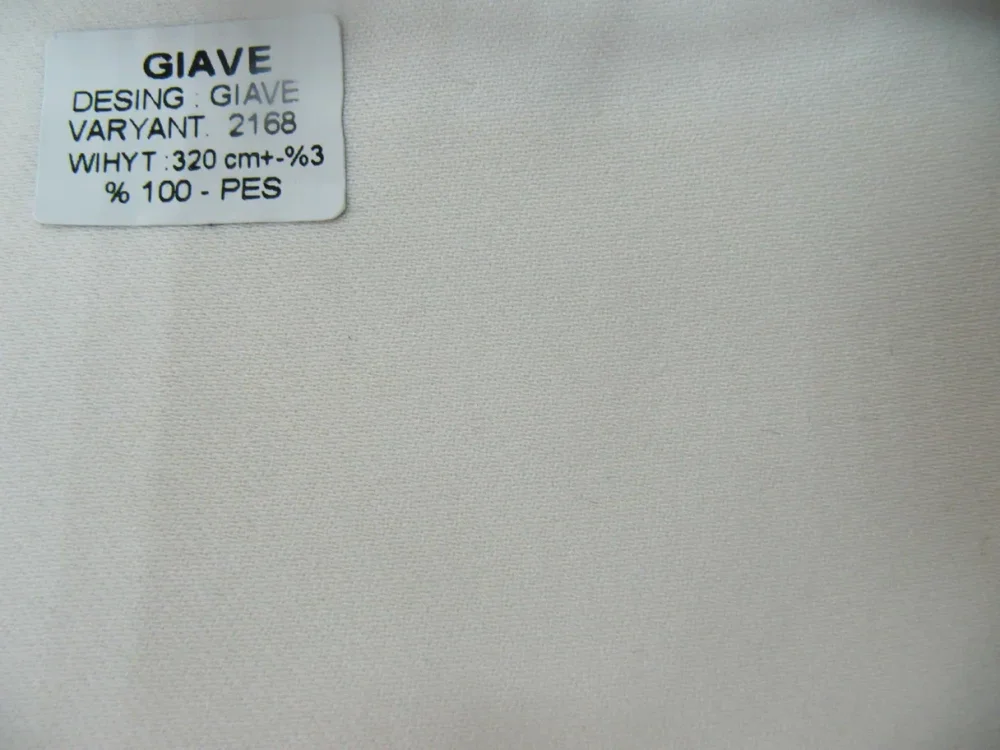 GIAVE
DESING : GIAVE
VARYANT. 2168
WIHYT :320 cm+-%3
% 100 - PES